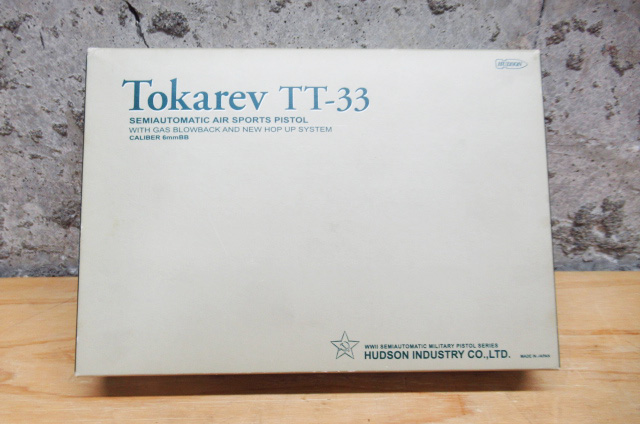 Tokarev TT-33
SEMIAUTOMATIC AIR SPORTS PISTOL
WITH GAS BLOWBACK AND NEW HOP UP SYSTEM
CALIBER 6mmBB
WWII.SEMIAUTOMATIC MILITARY PISTOL SERIES
HUDSON INDUSTRY CO.,LTD.
MADE IN JAPAN